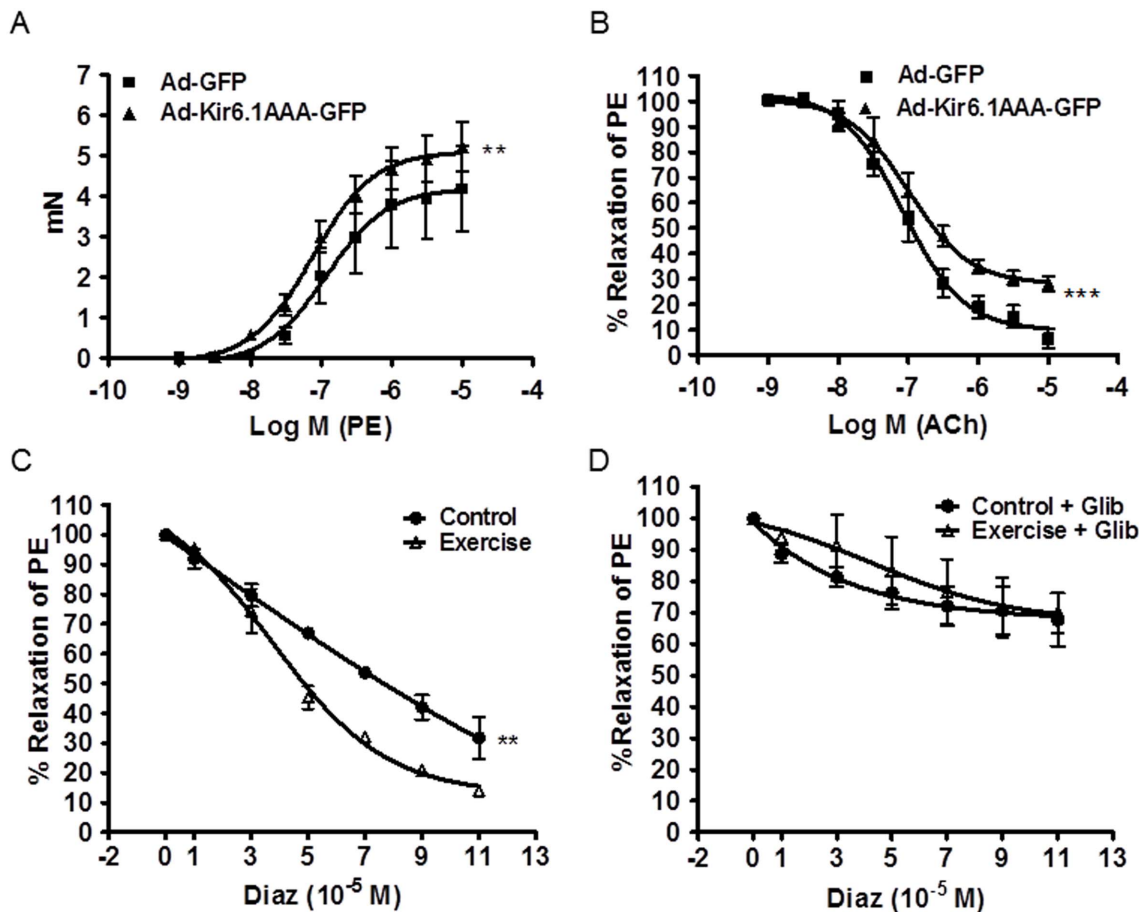 A
Ad-GFP
Ad-Kir6.1AAA-GFP
mN
7
6
5
4
3
2
1
0
**
-10 -9 -8 -7 -6 -5 -4
Log M (PE)
B
Ad-GFP
Ad-Kir6.1AAA-GFP
% Relaxation of PE
110
100
90
80
70
60
50
40
30
20
10
0
***
-10 -9 -8 -7 -6 -5 -4
Log M (ACh)
C
Control
Exercise
% Relaxation of PE
110
100
90
80
70
60
50
40
30
20
10
0
**
-2 0 1 3 5 7 9 11 13
Diaz (10-5 M)
D
Control + Glib
Exercise + Glib
%Relaxation of PE
110
100
90
80
70
60
50
40
30
20
10
0
-2 0 1 3 5 7 9 11 13
Diaz (10-5 M)